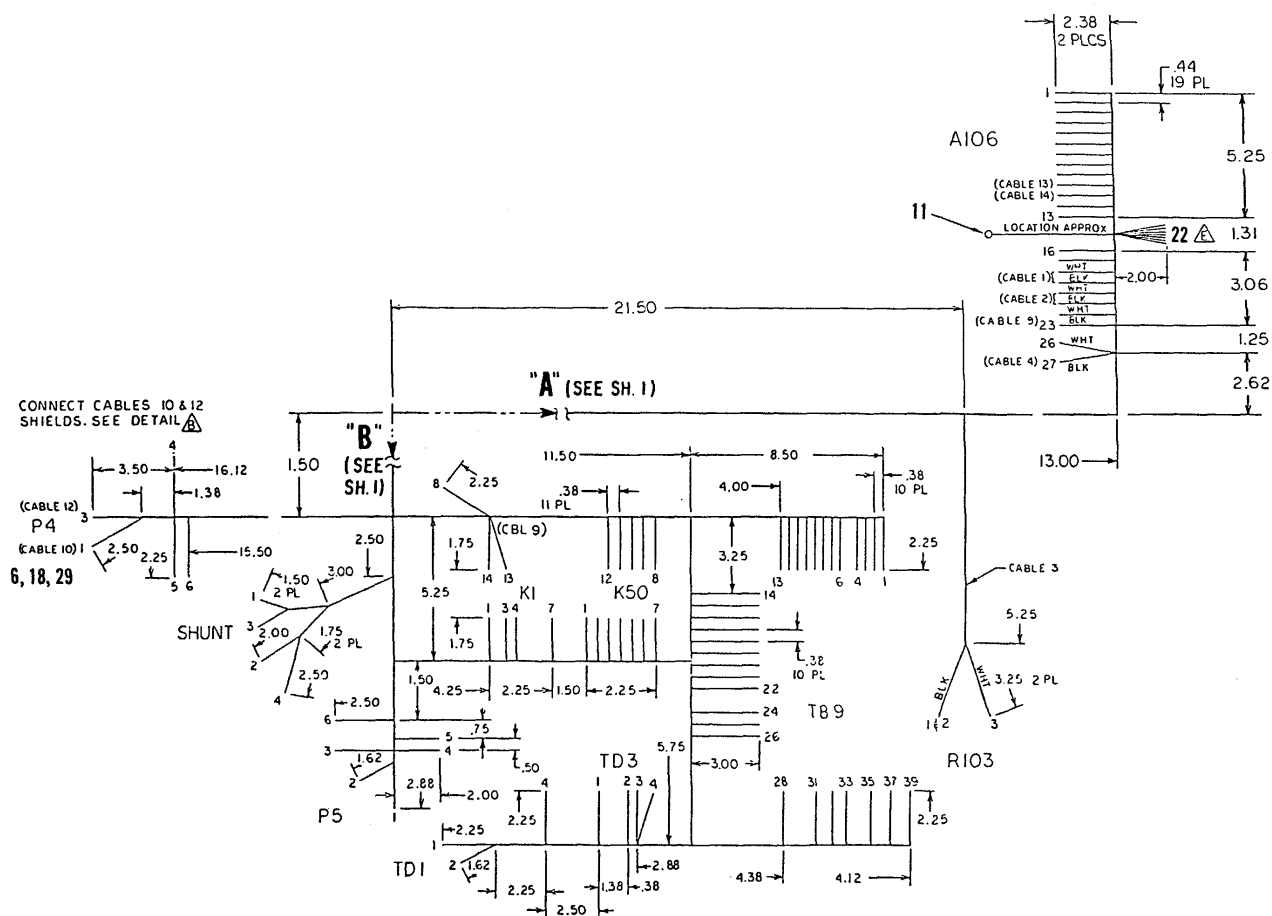 2.38
2 PLCS
.44
19 PL
1
A106
5.25
(CABLE 13)
(CABLE 14)
13
11
LOCATION APPROX
22 E
1.31
16
WHT
(CABLE 1)
BLK
2.00
WHT
(CABLE 2)
BLK
3.06
WHT
(CABLE 9) 23
BLK
26
WHT
1.25
(CABLE 4) 27
BLK
2.62
21.50
"A" (SEE SH. 1)
CONNECT CABLES 10 & 12
SHIELDS. SEE DETAIL B
4
3.50
16.12
1.38
1.50
"B"
(SEE
SH. 1)
11.50
8.50
13.00
8
2.25
.38
11 PL
4.00
.38
10 PL
(CABLE 12)
3
P4
(CABLE 10) 1
2.50
2.25
15.50
6, 18, 29
5 6
(CBL 9)
2.50
1.75
3.25
2.25
14 13
12 8
13 6 4 1
CABLE 3
5.25
K1
K50
14
1.50
2 PL
3.00
1
SHUNT
3
2.00
1.75
2 PL
2
2.50
4
1 3 4 7 1 7
1.75
.38
10 PL
5.25
BLK
WHT
3.25 2 PL
1.50
4.25
2.25
1.50
2.25
22
24
T89
26
1&2
3
2.50
6
.75
5
3
4
.50
1.62
2
TD3
5.75
3.00
R103
2.88
2.00
P5
1
4 1 2 3 4
28 31 33 35 37 39
2.25
2.25
2.25
1
TD1
2
1.62
2.88
2.25
1.38
.38
4.38
4.12
2.50